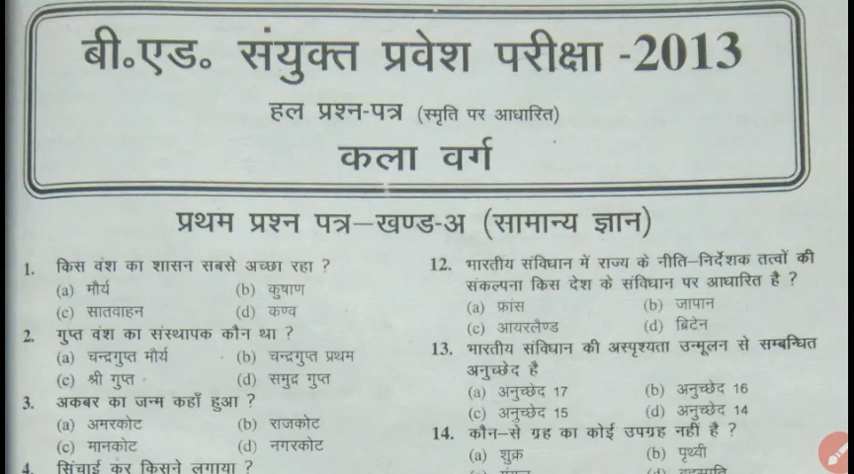 बी०एड० संयुक्त प्रवेश परीक्षा -2013
हल प्रश्न-पत्र (स्मृति पर आधारित)
कला वर्ग
प्रथम प्रश्न पत्र–खण्ड-अ (सामान्य ज्ञान)
1. किस वंश का शासन सबसे अच्छा रहा ?
(a) मौर्य (b) कुषाण
(c) सातवाहन (d) कण्व
2. गुप्त वंश का संस्थापक कौन था ?
(a) चन्द्रगुप्त मौर्य (b) चन्द्रगुप्त प्रथम
(c) श्री गुप्त (d) समुद्र गुप्त
3. अकबर का जन्म कहाँ हुआ ?
(a) अमरकोट (b) राजकोट
(c) मानकोट (d) नगरकोट
4. सिंचाई कर किसने लगाया ?
12. भारतीय संविधान में राज्य के नीति–निर्देशक तत्वों की
संकल्पना किस देश के संविधान पर आधारित है ?
(a) फ्रांस (b) जापान
(c) आयरलैण्ड (d) ब्रिटेन
13. भारतीय संविधान की अस्पृश्यता उन्मूलन से सम्बन्धित
अनुच्छेद है
(a) अनुच्छेद 17 (b) अनुच्छेद 16
(c) अनुच्छेद 15 (d) अनुच्छेद 14
14. कौन–से ग्रह का कोई उपग्रह नहीं है ?
(a) शुक्र (b) पृथ्वी